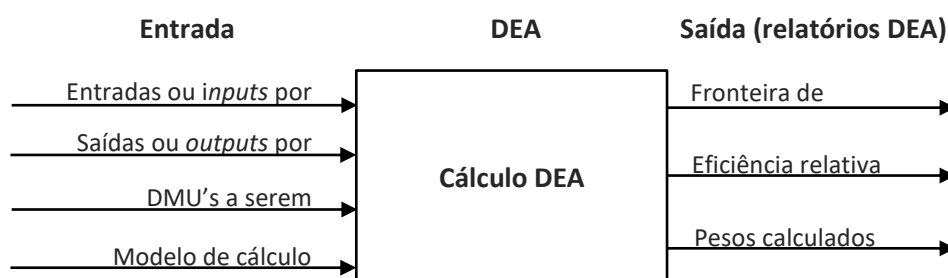 Entrada DEA Saída (relatórios DEA)
Entradas ou inputs por
Saídas ou outputs por
DMU's a serem
Modelo de cálculo
Cálculo DEA
Fronteira de
Eficiência relativa
Pesos calculados